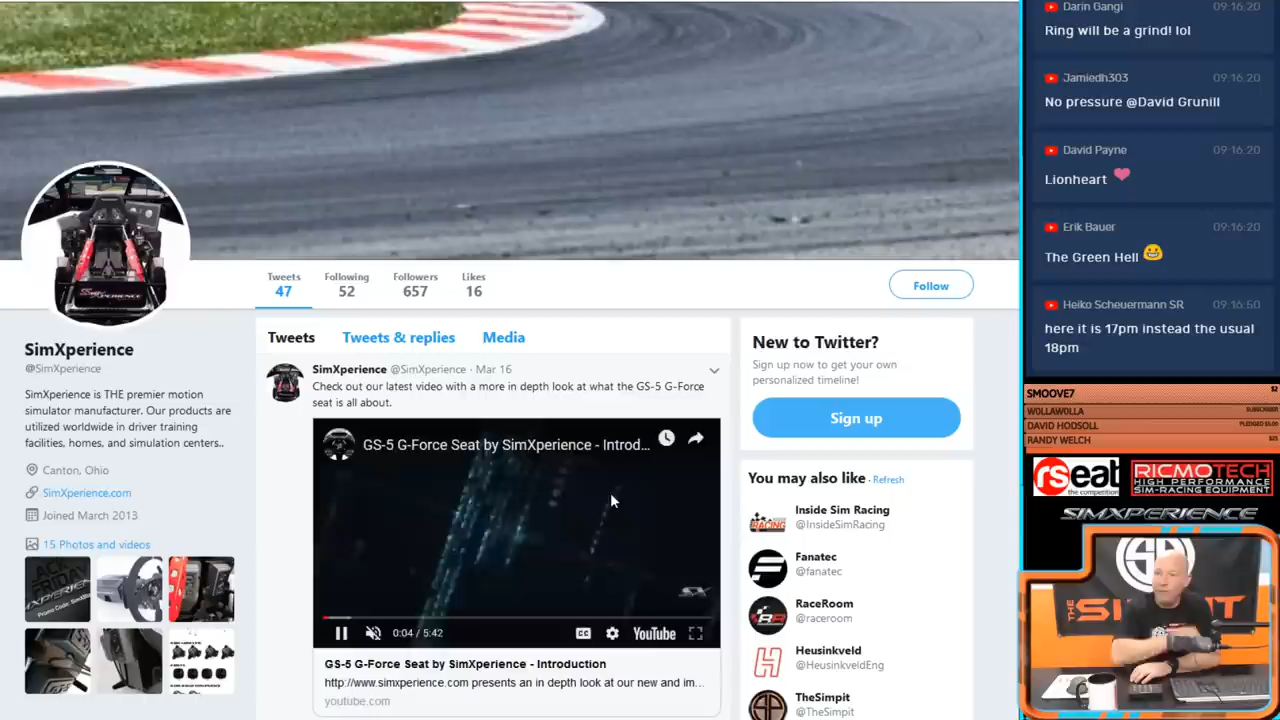 Tweets
47
Following
52
Followers
657
Likes
16
Follow
SimXperience
@SimXperience
SimXperience is THE premier motion
simulator manufacturer. Our products are
utilized worldwide in driver training
facilities, homes, and simulation centers..
Canton, Ohio
SimXperience.com
Joined March 2013
15 Photos and videos
Tweets Tweets & replies Media
SimXperience @SimXperience · Mar 16
Check out our latest video with a more in depth look at what the GS-5 G-Force
seat is all about.
GS-5 G-Force Seat by SimXperience - Introd...
0:04 / 5:42
CC
YouTube
GS-5 G-Force Seat by SimXperience - Introduction
http://www.simxperience.com presents an in depth look at our new and im...
youtube.com
New to Twitter?
Sign up now to get your own
personalized timeline!
Sign up
You may also like · Refresh
Inside Sim Racing
@InsideSimRacing
Fanatec
@fanatec
RaceRoom
@raceroom
Heusinkveld
@HeusinkveldEng
TheSimpit
@TheSimpit
Darin Gangi 09:16:20
Ring will be a grind! lol
Jamiedh303 09:16:20
No pressure @David Grunill
David Payne 09:16:20
Lionheart ❤
Erik Bauer 09:16:20
The Green Hell 😀
Heiko Scheuermann SR 09:16:50
here it is 17pm instead the usual
18pm
SMOOVE7 $2
WOLLAWOLLA SUBSCRIBER
DAVID HODSOLL PLEDGED $5.00
RANDY WELCH $25
rseat
the competition
RICMOTECH
HIGH PERFORMANCE
SIM-RACING EQUIPMENT
SIMXPERIENCE
THE